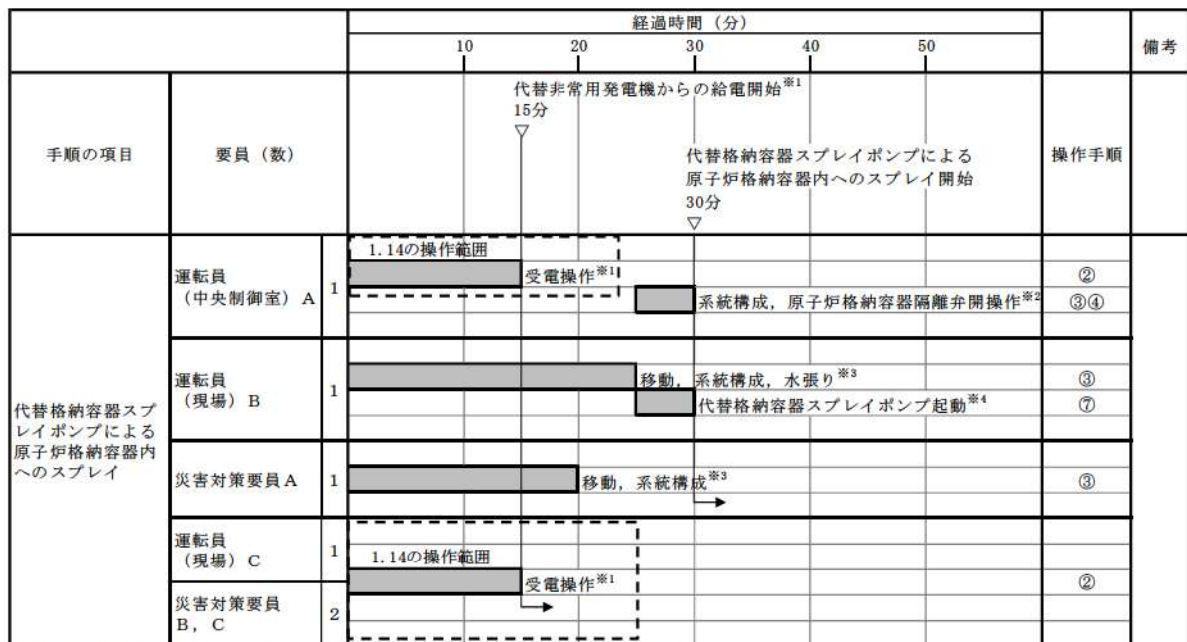 経過時間（分）
10 20 30 40 50
備考
手順の項目
要員（数）
代替非常用発電機からの給電開始※1
15分
▽
代替格納容器スプレイポンプによる
原子炉格納容器内へのスプレイ開始
30分
▽
操作手順
代替格納容器スプ
レイポンプによる
原子炉格納容器内
へのスプレイ
運転員
（中央制御室）A
1
1.14の操作範囲
受電操作※1
②
系統構成，原子炉格納容器隔離弁開操作※2
③④
運転員
（現場）B
1
移動，系統構成，水張り※3
③
代替格納容器スプレイポンプ起動※4
⑦
災害対策要員A
1
移動，系統構成※3
③
運転員
（現場）C
1
1.14の操作範囲
受電操作※1
②
災害対策要員
B，C
2